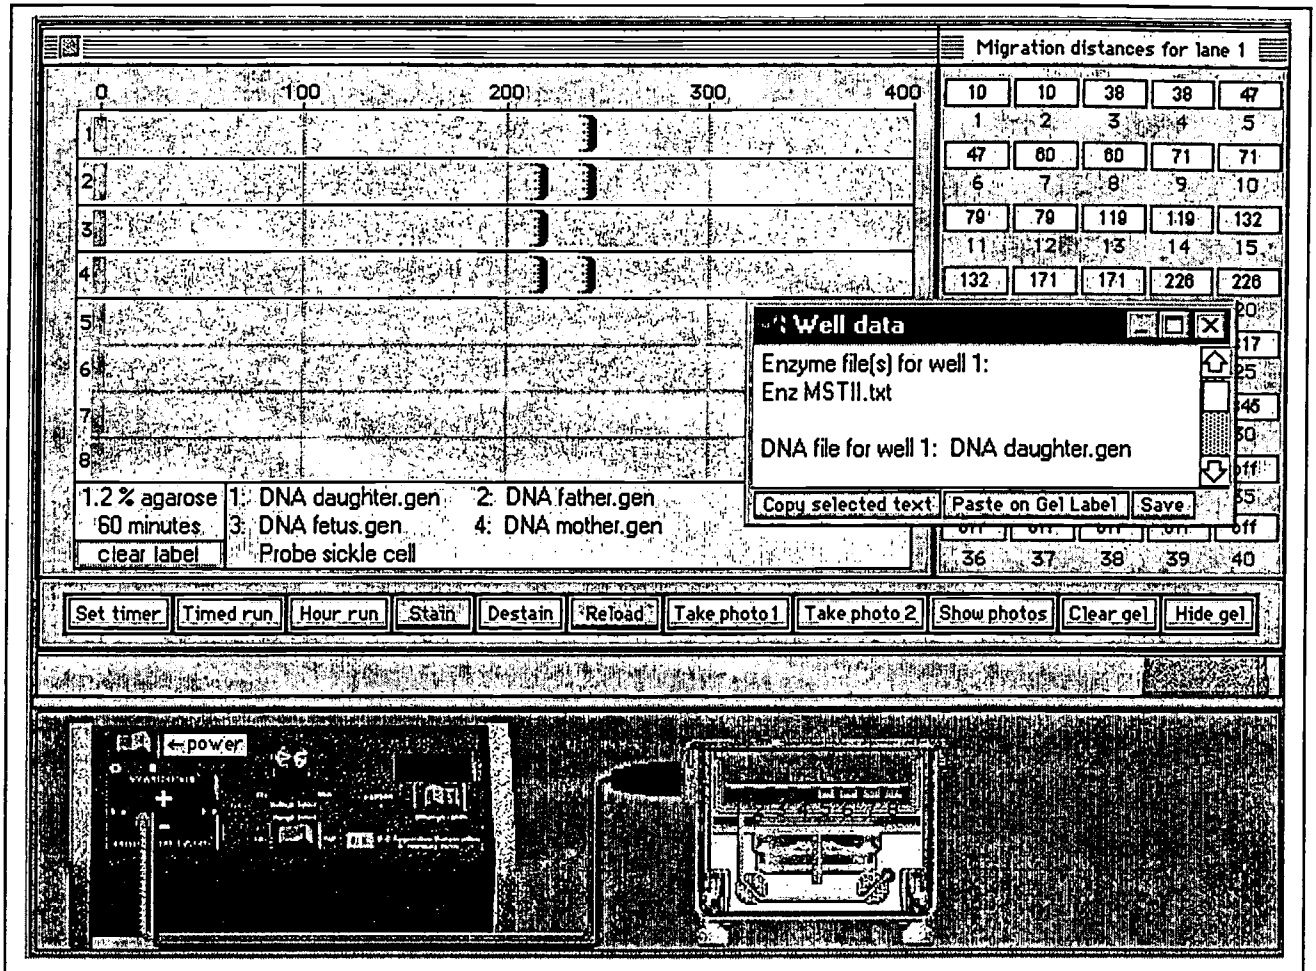 Migration distances for lane 1
0 100 200 300 400
1
2
3
4
5
6
7
8
10 10 38 38 47
1 2 3 4 5
47 60 60 71 71
6 7 8 9 10
79 79 119 119 132
11 12 13 14 15
132 171 171 226 226
20
17
25
Well data
Enzyme file(s) for well 1:
Enz MSTII.txt
DNA file for well 1: DNA daughter.gen
Copy selected text Paste on Gel Label Save
off off off off off
36 37 38 39 40
1.2 % agarose 1: DNA daughter.gen 2: DNA father.gen
60 minutes 3: DNA fetus.gen 4: DNA mother.gen
clear label Probe sickle cell
Set timer Timed run Hour run Stain Destain Reload Take photo 1 Take photo 2 Show photos Clear gel Hide gel
←power